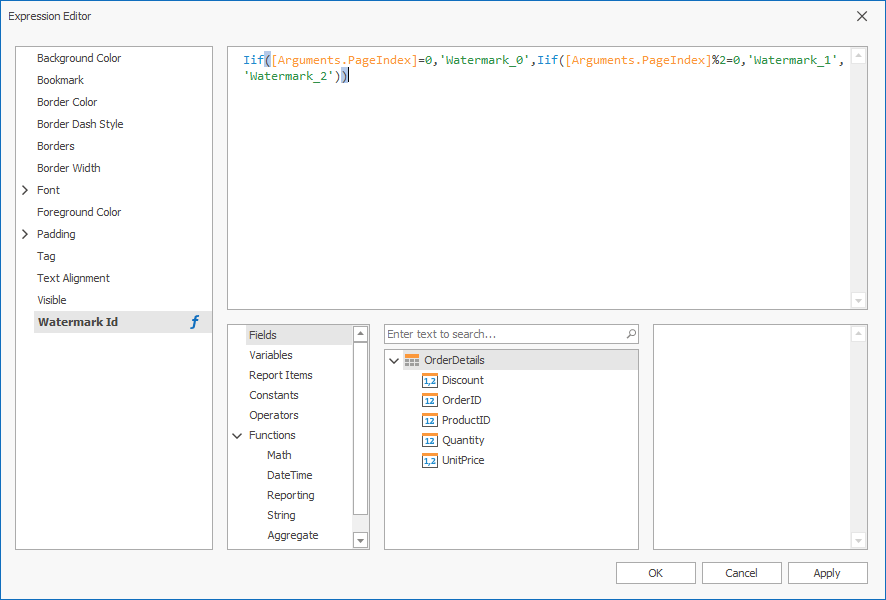 Expression Editor
Background Color
Bookmark
Border Color
Border Dash Style
Borders
Border Width
Font
Foreground Color
Padding
Tag
Text Alignment
Visible
Watermark Id
f
Iif([Arguments.PageIndex]=0,'Watermark_0',Iif([Arguments.PageIndex]%2=0,'Watermark_1',
'Watermark_2'))
Fields
Variables
Report Items
Constants
Operators
Functions
Math
DateTime
Reporting
String
Aggregate
Enter text to search...
OrderDetails
1,2 Discount
12 OrderID
12 ProductID
12 Quantity
1,2 UnitPrice
OK
Cancel
Apply